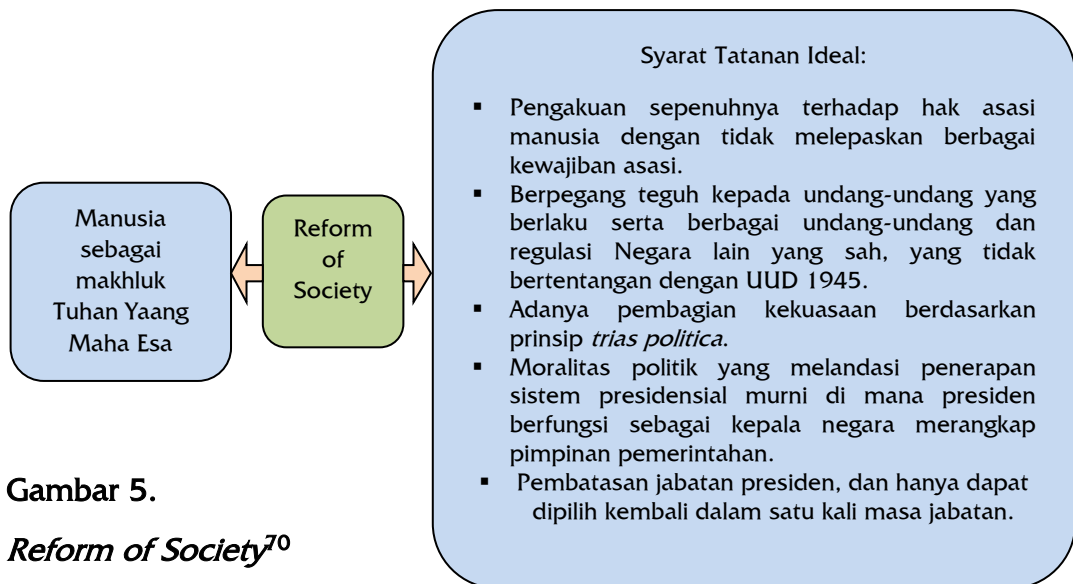 Manusia
sebagai
makhluk
Tuhan Yaang
Maha Esa
Reform
of
Society
Syarat Tatanan Ideal:
▪ Pengakuan sepenuhnya terhadap hak asasi
manusia dengan tidak melepaskan berbagai
kewajiban asasi.
▪ Berpegang teguh kepada undang-undang yang
berlaku serta berbagai undang-undang dan
regulasi Negara lain yang sah, yang tidak
bertentangan dengan UUD 1945.
▪ Adanya pembagian kekuasaan berdasarkan
prinsip trias politica.
▪ Moralitas politik yang melandasi penerapan
sistem presidensial murni di mana presiden
berfungsi sebagai kepala negara merangkap
pimpinan pemerintahan.
▪ Pembatasan jabatan presiden, dan hanya dapat
dipilih kembali dalam satu kali masa jabatan.
Gambar 5.
Reform of Society70